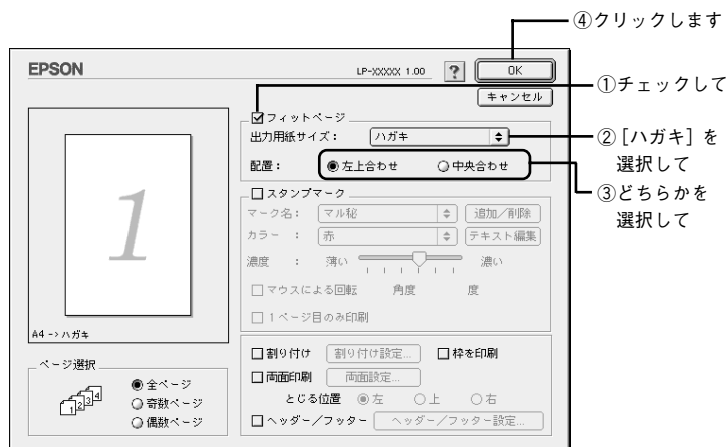 ④クリックします
EPSON
LP-XXXXX 1.00
?
OK
キャンセル
①チェックして
フィットページ
出力用紙サイズ：
ハガキ
②［ハガキ］を
選択して
配置：
左上合わせ
中央合わせ
③どちらかを
選択して
1
A4 -> ハガキ
スタンプマーク
マーク名：
マル秘
追加／削除
カラー ：
赤
テキスト編集
濃度 ：
薄い
濃い
マウスによる回転
角度
度
1ページ目のみ印刷
ページ選択
1 2 3 4
全ページ
奇数ページ
偶数ページ
割り付け
割り付け設定...
枠を印刷
両面印刷
両面設定...
とじる位置
左
上
右
ヘッダー／フッター
ヘッダー／フッター設定...